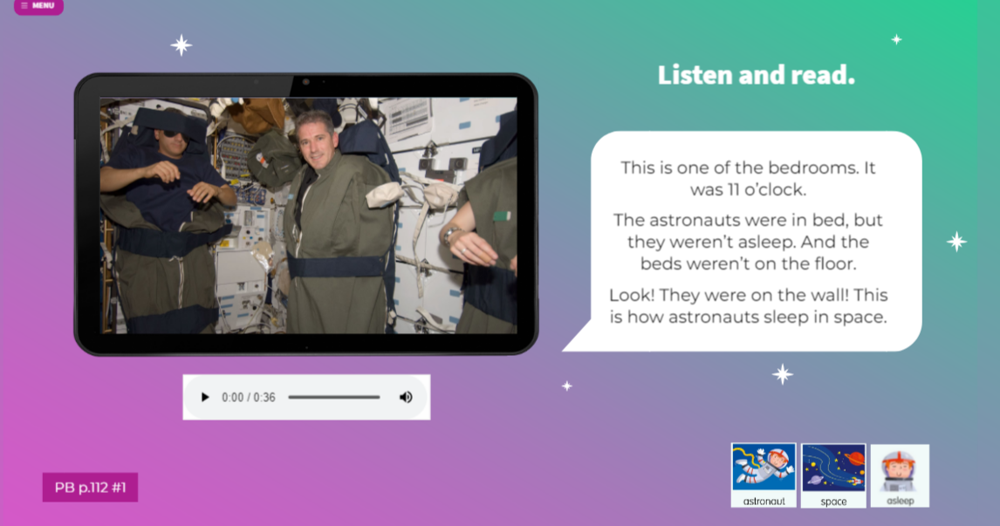 MENU
Listen and read.
This is one of the bedrooms. It
was 11 o'clock.
The astronauts were in bed, but
they weren't asleep. And the
beds weren't on the floor.
Look! They were on the wall! This
is how astronauts sleep in space.
0:00 / 0:36
PB p.112 #1
astronaut
space
asleep